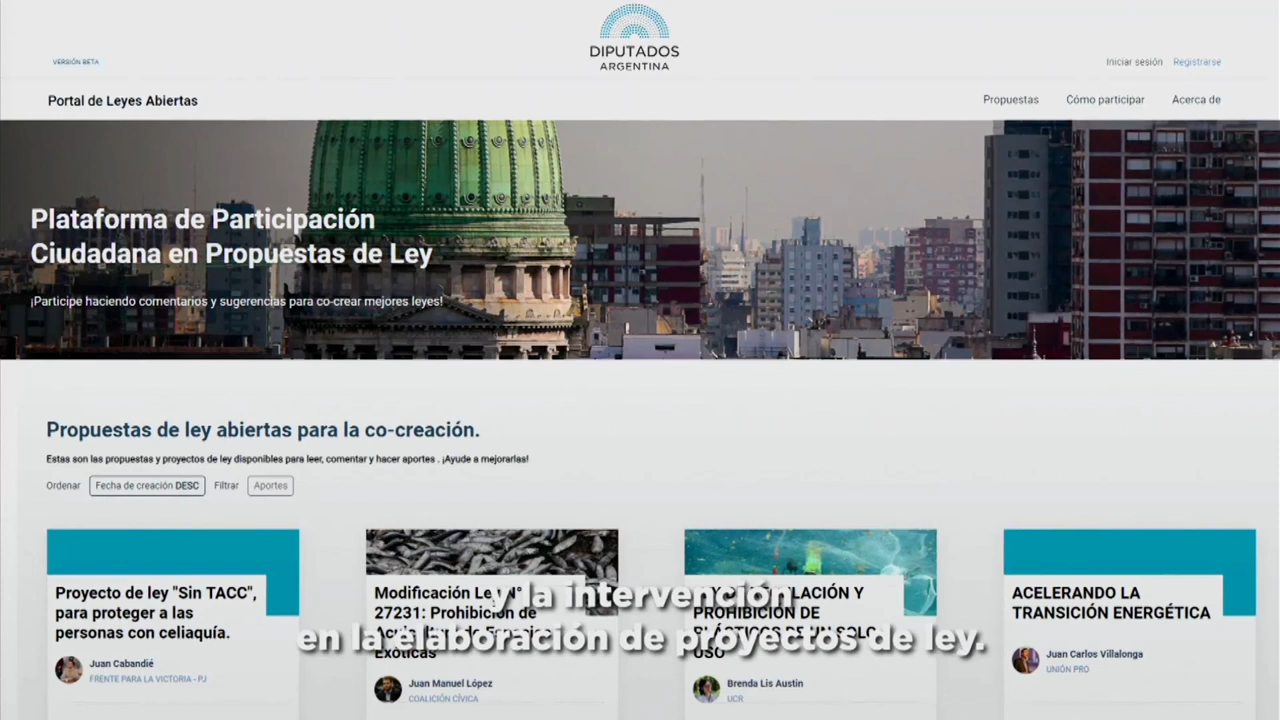 DIPUTADOS
ARGENTINA
VERSIÓN BETA
Iniciar sesión Registrarse
Portal de Leyes Abiertas
Propuestas Cómo participar Acerca de
Plataforma de Participación
Ciudadana en Propuestas de Ley
¡Participe haciendo comentarios y sugerencias para co-crear mejores leyes!
Propuestas de ley abiertas para la co-creación.
Estas son las propuestas y proyectos de ley disponibles para leer, comentar y hacer aportes . ¡Ayude a mejorarlas!
Ordenar Fecha de creación DESC Filtrar Aportes
Proyecto de ley "Sin TACC",
para proteger a las
personas con celiaquía.
Juan Cabandié
FRENTE PARA LA VICTORIA - PJ
Modificación Ley N°
27231: Prohibición de
Exóticas
Juan Manuel López
COALICIÓN CÍVICA
Y
PROHIBICIÓN DE
PLÁSTICOS DE UN SOLO
USO
Brenda Lis Austin
UCR
ACELERANDO LA
TRANSICIÓN ENERGÉTICA
Juan Carlos Villalonga
UNIÓN PRO
y la intervención
en la elaboración de proyectos de ley.